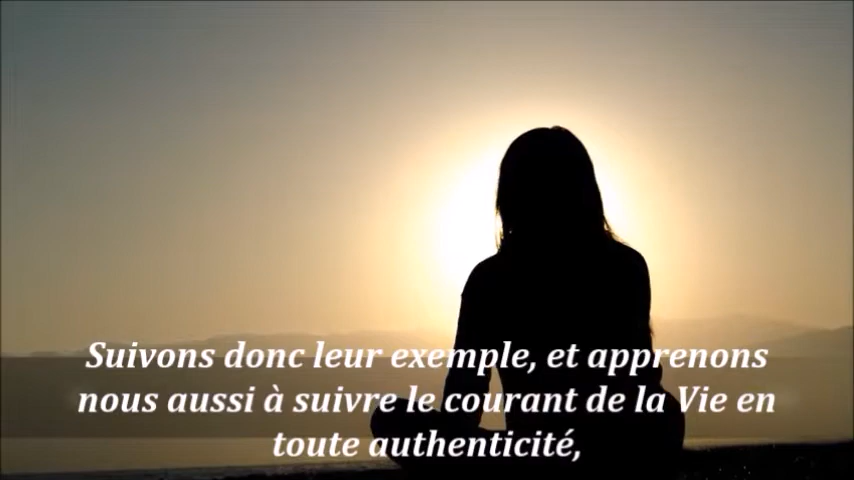 Suivons donc leur exemple, et apprenons
nous aussi à suivre le courant de la Vie en
toute authenticité,